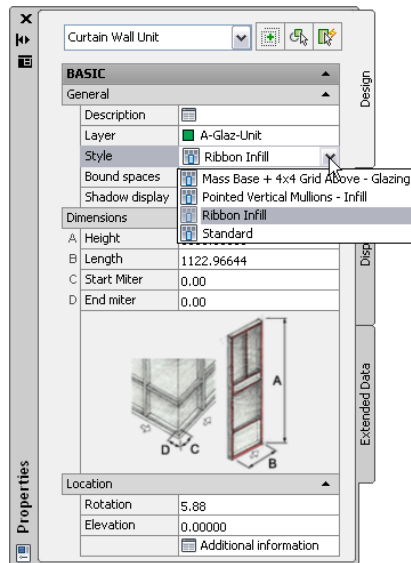 Curtain Wall Unit
Design
BASIC
General
Description
Layer A-Glaz-Unit
Style Ribbon Infill
Bound spaces
Mass Base + 4x4 Grid Above - Glazing
Shadow display
Pointed Vertical Mullions - Infill
Ribbon Infill
Standard
Dimensions
A Height
B Length 1122.96644
C Start Miter 0.00
D End miter 0.00
A
D C
B
Extended Data
Location
Rotation 5.88
Elevation 0.00000
Additional information
Properties